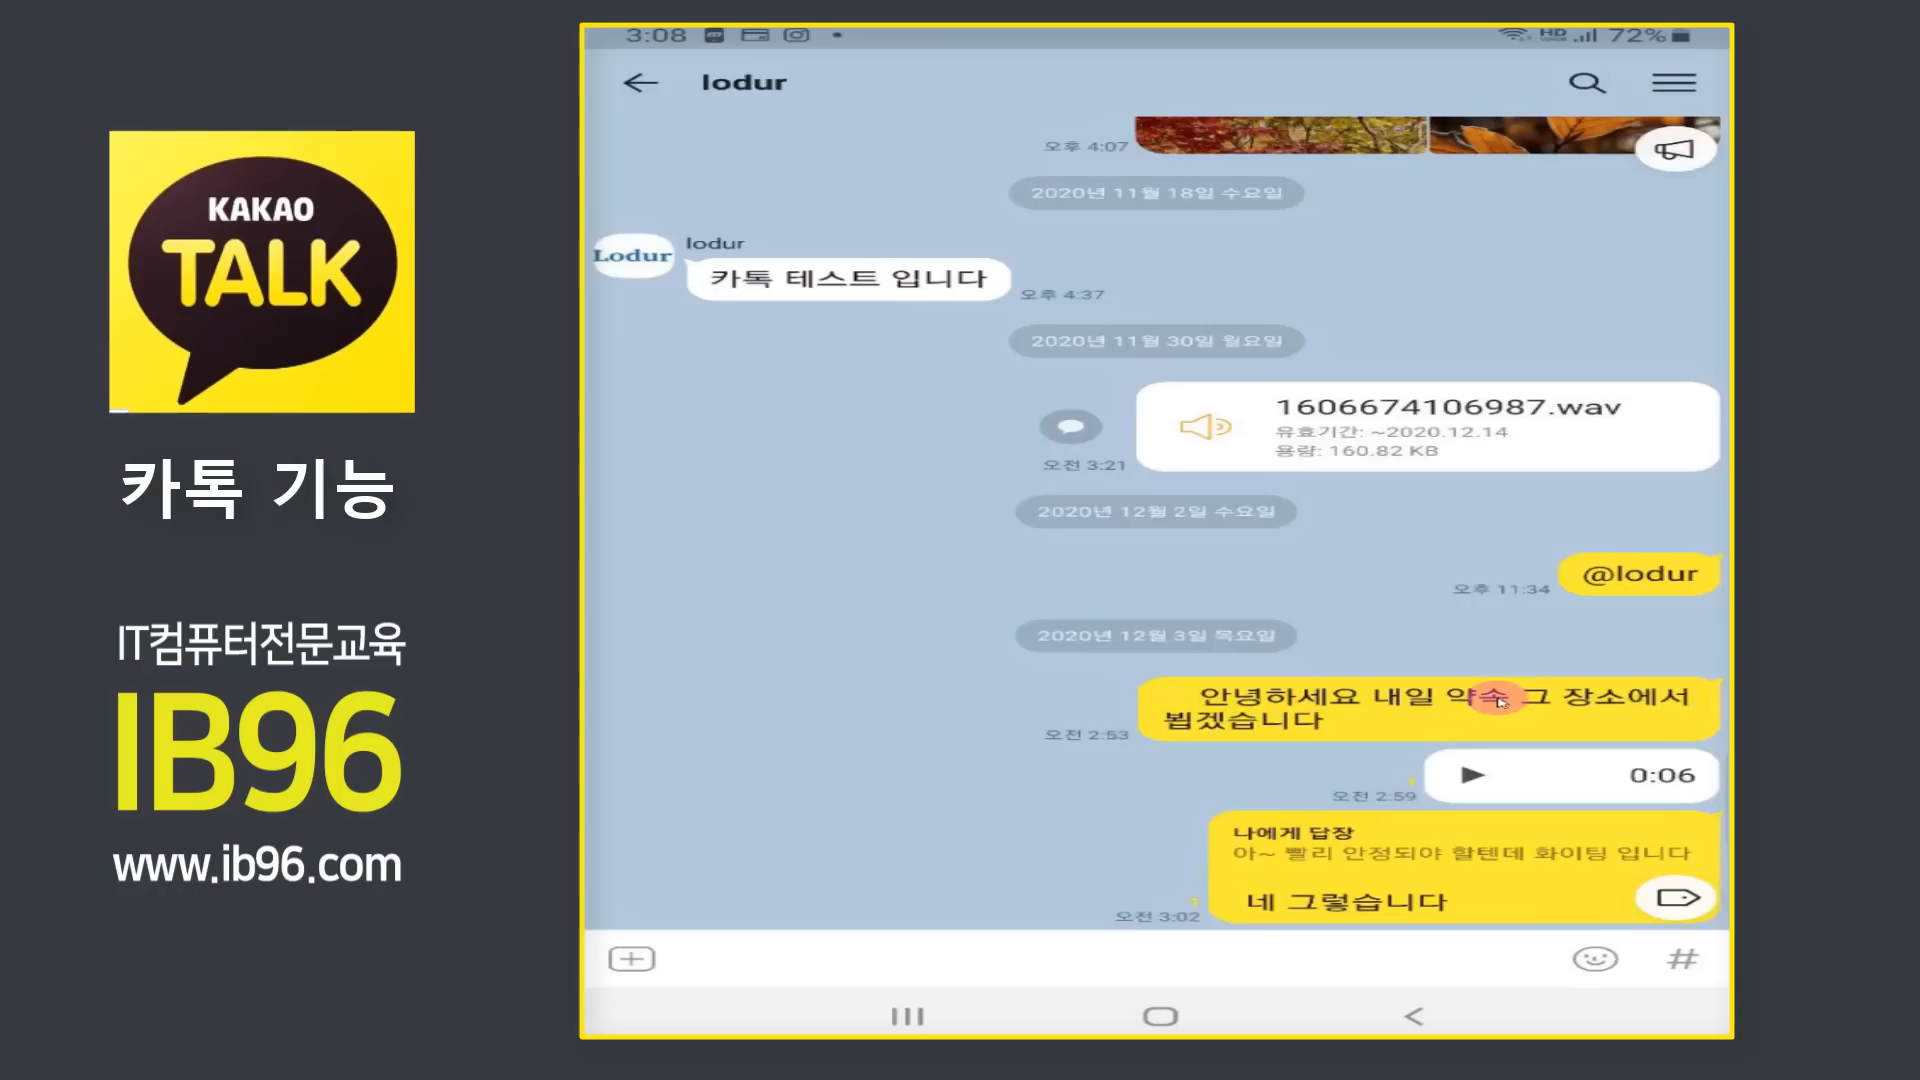 KAKAO
TALK
카톡 기능
IT컴퓨터전문교육
IB96
www.ib96.com
3:08
HD
72%
lodur
오후 4:07
2020년 11월 18일 수요일
Lodur
lodur
카톡 테스트 입니다
오후 4:37
2020년 11월 30일 월요일
1606674106987.wav
유효기간: ~2020.12.14
용량: 160.82 KB
오전 3:21
2020년 12월 2일 수요일
@lodur
오후 11:34
2020년 12월 3일 목요일
안녕하세요 내일 약속 그 장소에서
뵙겠습니다
오전 2:53
0:06
1
오전 2:59
나에게 답장
아~ 빨리 안정되야 할텐데 화이팅 입니다
네 그렇습니다
1
오전 3:02
#